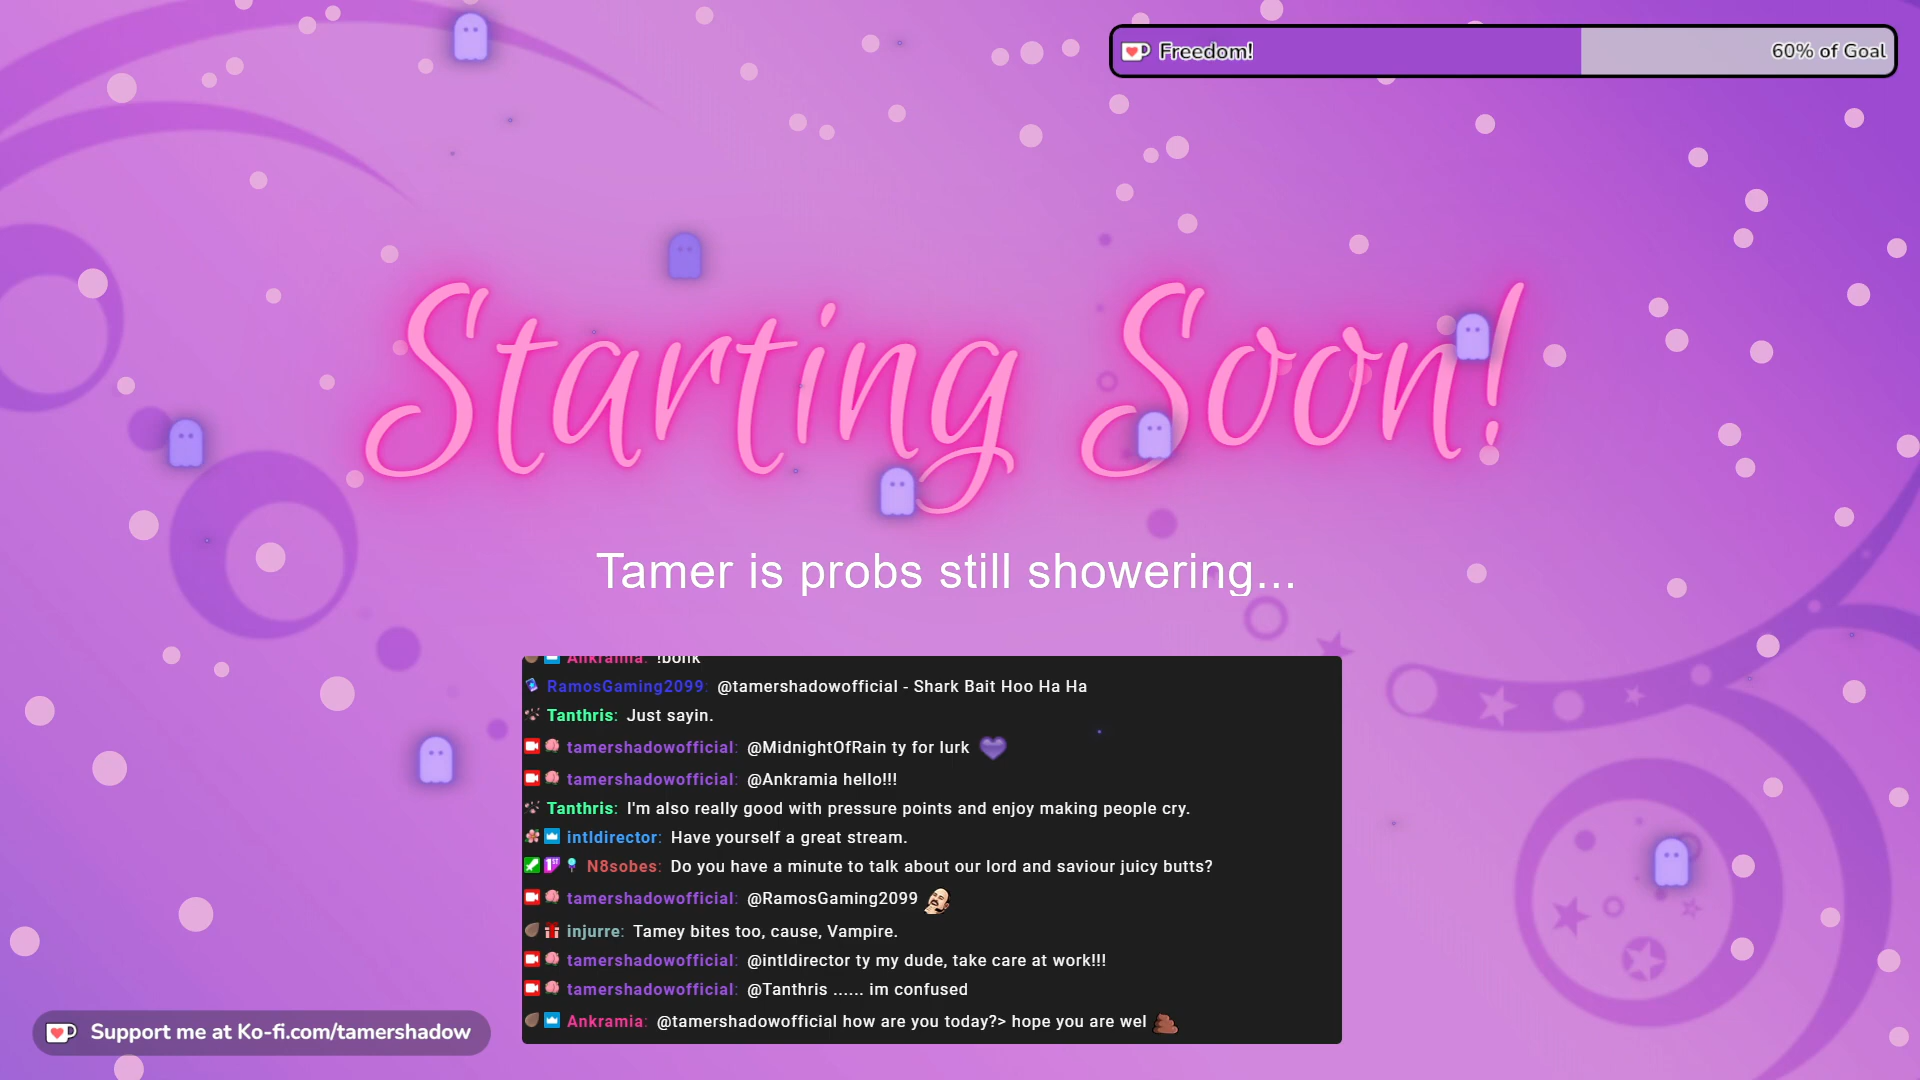 Freedom!
60% of Goal
Starting Soon!
Tamer is probs still showering...
Ankramia: !bonk
RamosGaming2099: @tamershadowofficial - Shark Bait Hoo Ha Ha
Tanthris: Just sayin.
tamershadowofficial: @MidnightOfRain ty for lurk
tamershadowofficial: @Ankramia hello!!!
Tanthris: I'm also really good with pressure points and enjoy making people cry.
intldirector: Have yourself a great stream.
N8sobes: Do you have a minute to talk about our lord and saviour juicy butts?
tamershadowofficial: @RamosGaming2099
injurre: Tamey bites too, cause, Vampire.
tamershadowofficial: @intldirector ty my dude, take care at work!!!
tamershadowofficial: @Tanthris ...... im confused
Ankramia: @tamershadowofficial how are you today?> hope you are wel
Support me at Ko-fi.com/tamershadow